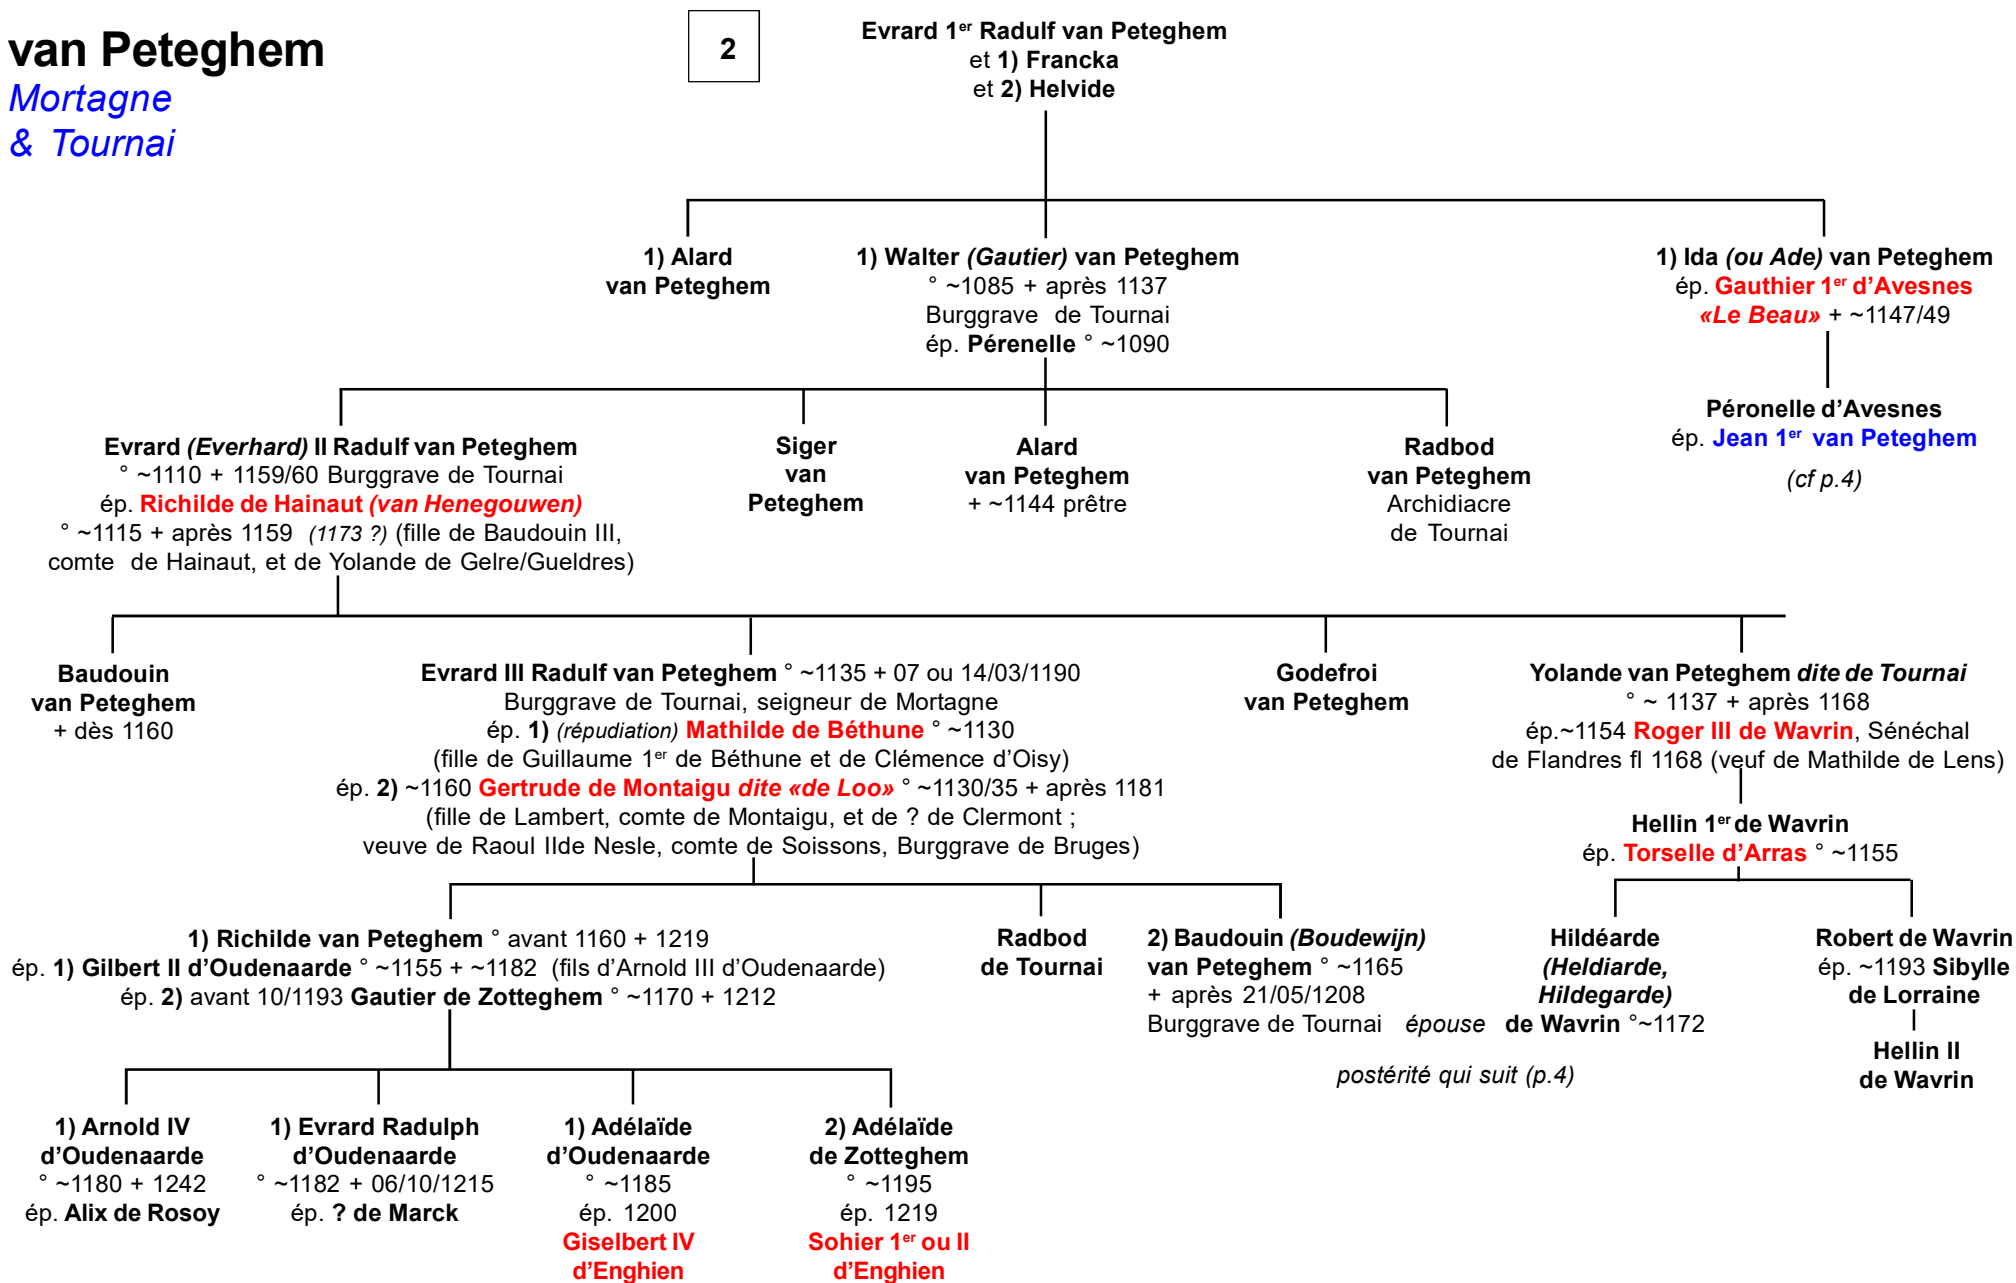 van Peteghem
Mortagne
& Tournai
2
Evrard 1er Radulf van Peteghem
et 1) Francka
et 2) Helvide
1) Alard
van Peteghem
1) Walter (Gautier) van Peteghem
° ~1085 + après 1137
Burggrave de Tournai
ép. Pérenelle ° ~1090
1) Ida (ou Ade) van Peteghem
ép. Gauthier 1er d’Avesnes
«Le Beau» + ~1147/49
Péronelle d’Avesnes
ép. Jean 1er van Peteghem
(cf p.4)
Evrard (Everhard) II Radulf van Peteghem
° ~1110 + 1159/60 Burggrave de Tournai
ép. Richilde de Hainaut (van Henegouwen)
° ~1115 + après 1159 (1173 ?) (fille de Baudouin III,
comte de Hainaut, et de Yolande de Gelre/Gueldres)
Siger
van
Peteghem
Alard
van Peteghem
+ ~1144 prêtre
Radbod
van Peteghem
Archidiacre
de Tournai
Baudouin
van Peteghem
+ dès 1160
Evrard III Radulf van Peteghem ° ~1135 + 07 ou 14/03/1190
Burggrave de Tournai, seigneur de Mortagne
ép. 1) (répudiation) Mathilde de Béthune ° ~1130
(fille de Guillaume 1er de Béthune et de Clémence d’Oisy)
ép. 2) ~1160 Gertrude de Montaigu dite «de Loo» ° ~1130/35 + après 1181
(fille de Lambert, comte de Montaigu, et de ? de Clermont ;
veuve de Raoul IIde Nesle, comte de Soissons, Burggrave de Bruges)
Godefroi
van Peteghem
Yolande van Peteghem dite de Tournai
° ~ 1137 + après 1168
ép.~1154 Roger III de Wavrin, Sénéchal
de Flandres fl 1168 (veuf de Mathilde de Lens)
Hellin 1er de Wavrin
ép. Torselle d’Arras ° ~1155
1) Richilde van Peteghem ° avant 1160 + 1219
ép. 1) Gilbert II d’Oudenaarde ° ~1155 + ~1182 (fils d’Arnold III d’Oudenaarde)
ép. 2) avant 10/1193 Gautier de Zotteghem ° ~1170 + 1212
Radbod
de Tournai
2) Baudouin (Boudewijn)
van Peteghem ° ~1165
+ après 21/05/1208
Burggrave de Tournai épouse
Hildéarde
(Heldiarde,
Hildegarde)
de Wavrin °~1172
postérité qui suit (p.4)
Robert de Wavrin
ép. ~1193 Sibylle
de Lorraine
Hellin II
de Wavrin
1) Arnold IV
d’Oudenaarde
° ~1180 + 1242
ép. Alix de Rosoy
1) Evrard Radulph
d’Oudenaarde
° ~1182 + 06/10/1215
ép. ? de Marck
1) Adélaïde
d’Oudenaarde
° ~1185
ép. 1200
Giselbert IV
d’Enghien
2) Adélaïde
de Zotteghem
° ~1195
ép. 1219
Sohier 1er ou II
d’Enghien